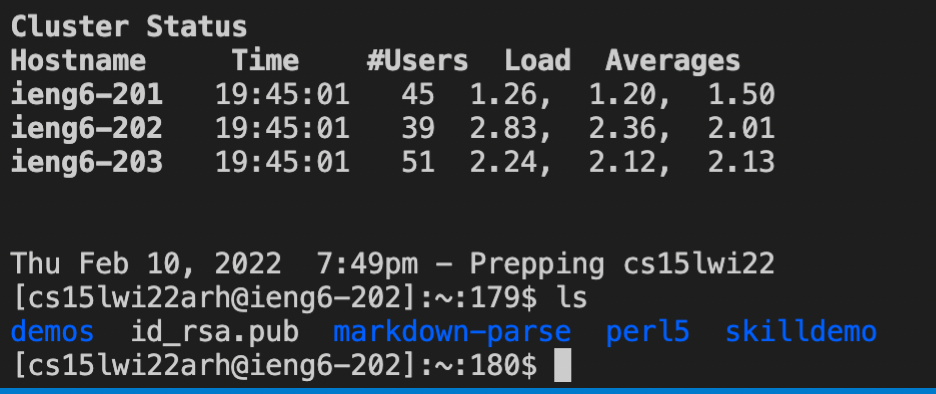 Cluster Status
Hostname     Time    #Users  Load  Averages
ieng6-201   19:45:01   45  1.26,  1.20,  1.50
ieng6-202   19:45:01   39  2.83,  2.36,  2.01
ieng6-203   19:45:01   51  2.24,  2.12,  2.13
Thu Feb 10, 2022  7:49pm - Prepping cs15lwi22
[cs15lwi22arh@ieng6-202]:~:179$ ls
demos  id_rsa.pub  markdown-parse  perl5  skilldemo
[cs15lwi22arh@ieng6-202]:~:180$